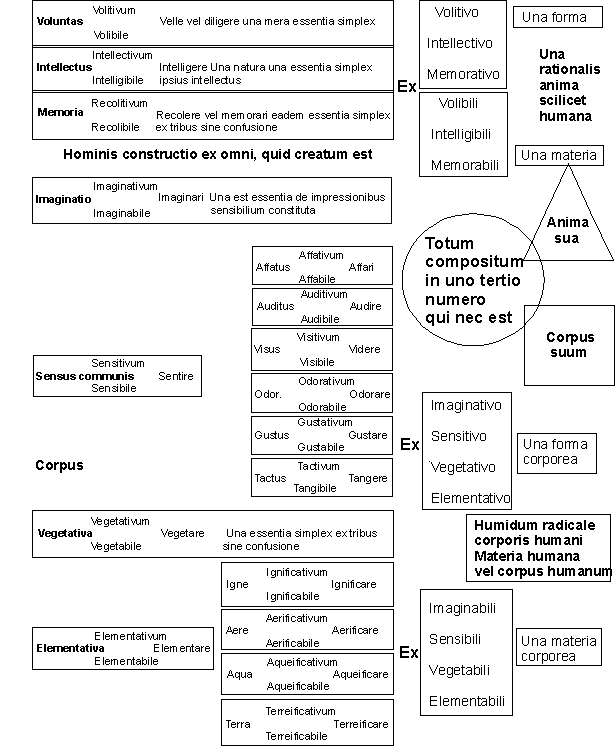 Voluntas
Volitivum
Volibile
Velle vel diligere una mera essentia simplex
Intellectus
Intellectivum
Intelligibile
Intelligere Una natura una essentia simplex
ipsius intellectus
Memoria
Recolitivum
Recolibile
Recolere vel memorari eadem essentia simplex
ex tribus sine confusione
Ex
Volitivo
Intellectivo
Memorativo
Volibili
Intelligibili
Memorabili
Una forma
Una
rationalis
anima
scilicet
humana
Una materia
Hominis constructio ex omni, quid creatum est
Imaginatio
Imaginativum
Imaginabile
Imaginari
Una est essentia de impressionibus
sensibilium constituta
Anima
sua
Totum
compositum
in uno tertio
numero
qui nec est
Corpus
suum
Sensus communis
Sensitivum
Sensibile
Sentire
Affatus
Affativum
Affabile
Affari
Auditus
Auditivum
Audibile
Audire
Visus
Visitivum
Visibile
Videre
Odor.
Odorativum
Odorabile
Odorare
Gustus
Gustativum
Gustabile
Gustare
Tactus
Tactivum
Tangibile
Tangere
Ex
Imaginativo
Sensitivo
Vegetativo
Elementativo
Una forma
corporea
Corpus
Vegetativa
Vegetativum
Vegetabile
Vegetare
Una essentia simplex ex tribus
sine confusione
Humidum radicale
corporis humani
Materia humana
vel corpus humanum
Elementativa
Elementativum
Elementabile
Elementare
Igne
Ignificativum
Ignificabile
Ignificare
Aere
Aerificativum
Aerificabile
Aerificare
Aqua
Aqueificativum
Aqueificabile
Aqueificare
Terra
Terreificativum
Terreificabile
Terreificare
Ex
Imaginabili
Sensibili
Vegetabili
Elementabili
Una materia
corporea